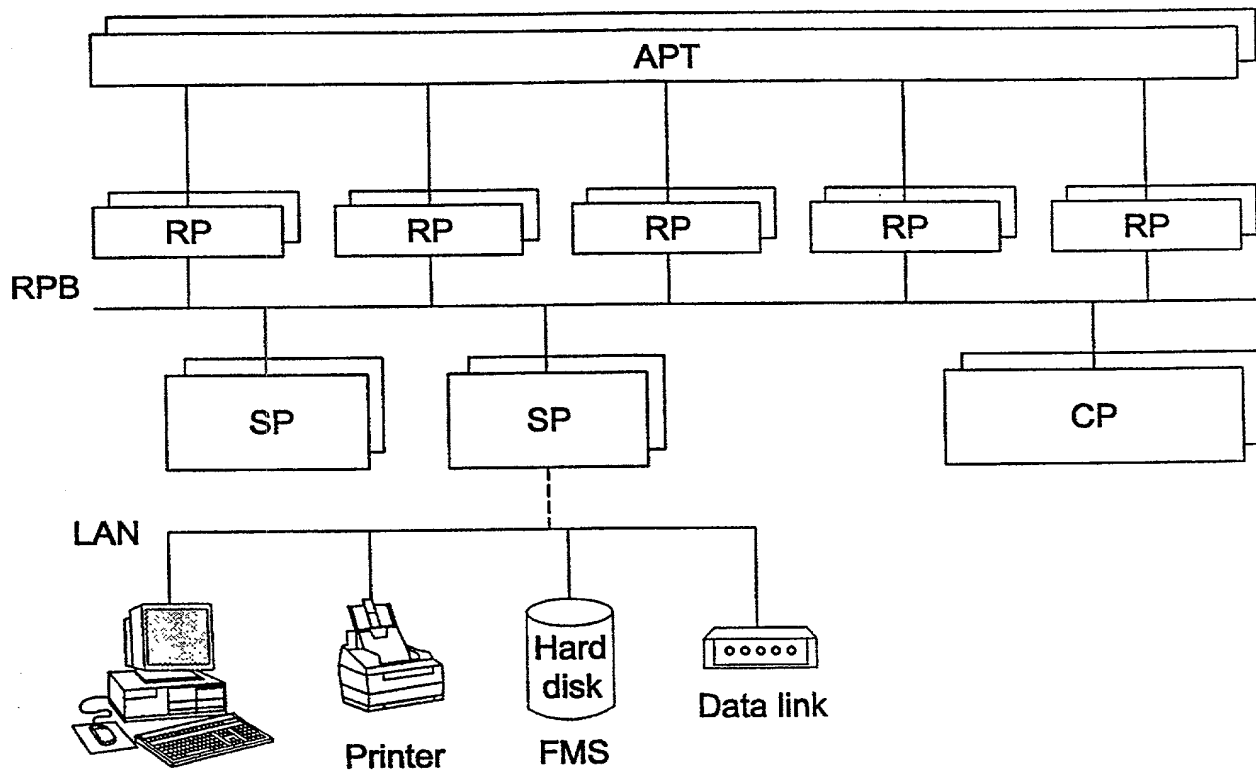 APT
RP RP RP RP RP
RPB
SP SP CP
LAN
Hard
disk
Data link
Printer FMS